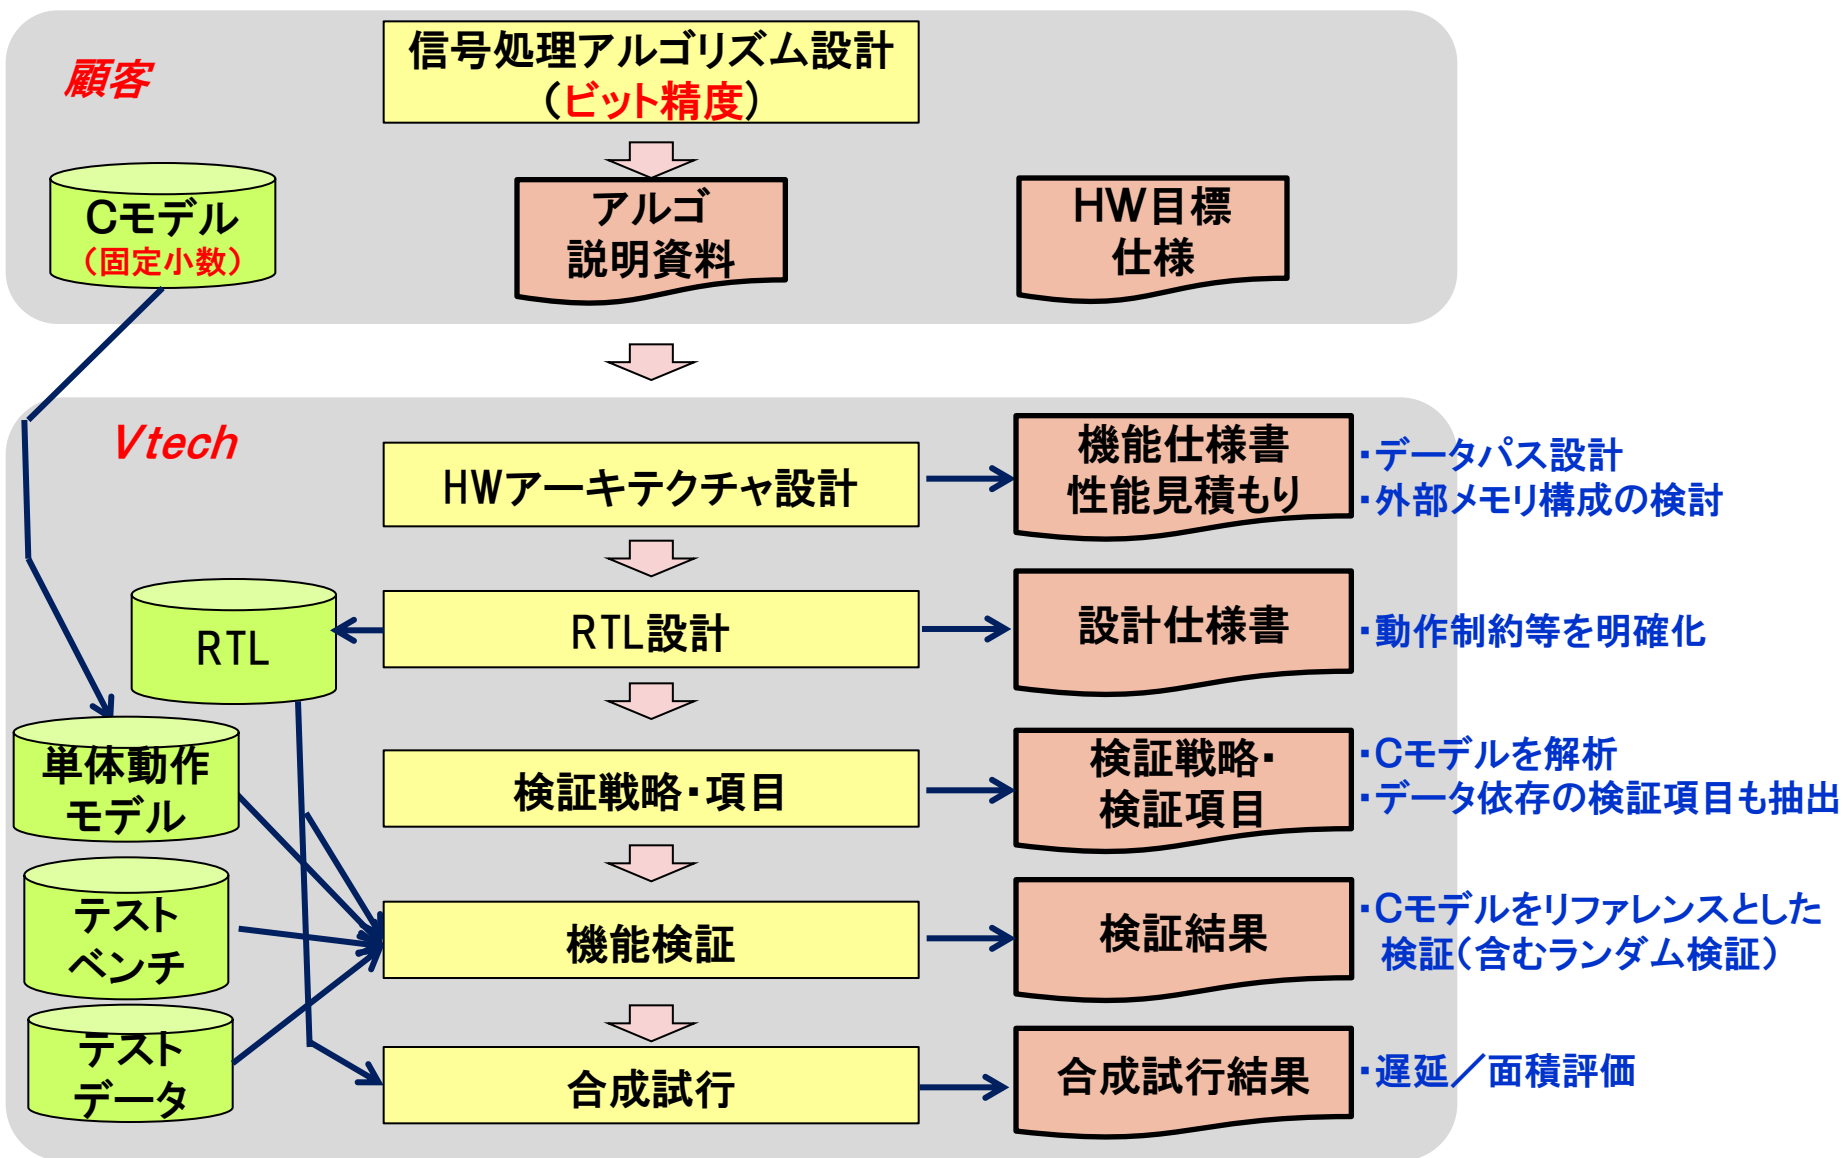 顧客
信号処理アルゴリズム設計
（ビット精度）
Cモデル
（固定小数）
アルゴ
説明資料
HW目標
仕様
Vtech
HWアーキテクチャ設計
機能仕様書
性能見積もり
・データパス設計
・外部メモリ構成の検討
RTL
RTL設計
設計仕様書
・動作制約等を明確化
単体動作
モデル
検証戦略・項目
検証戦略・
検証項目
・Cモデルを解析
・データ依存の検証項目も抽出
テスト
ベンチ
機能検証
検証結果
・Cモデルをリファレンスとした
検証（含むランダム検証）
テスト
データ
合成試行
合成試行結果
・遅延／面積評価